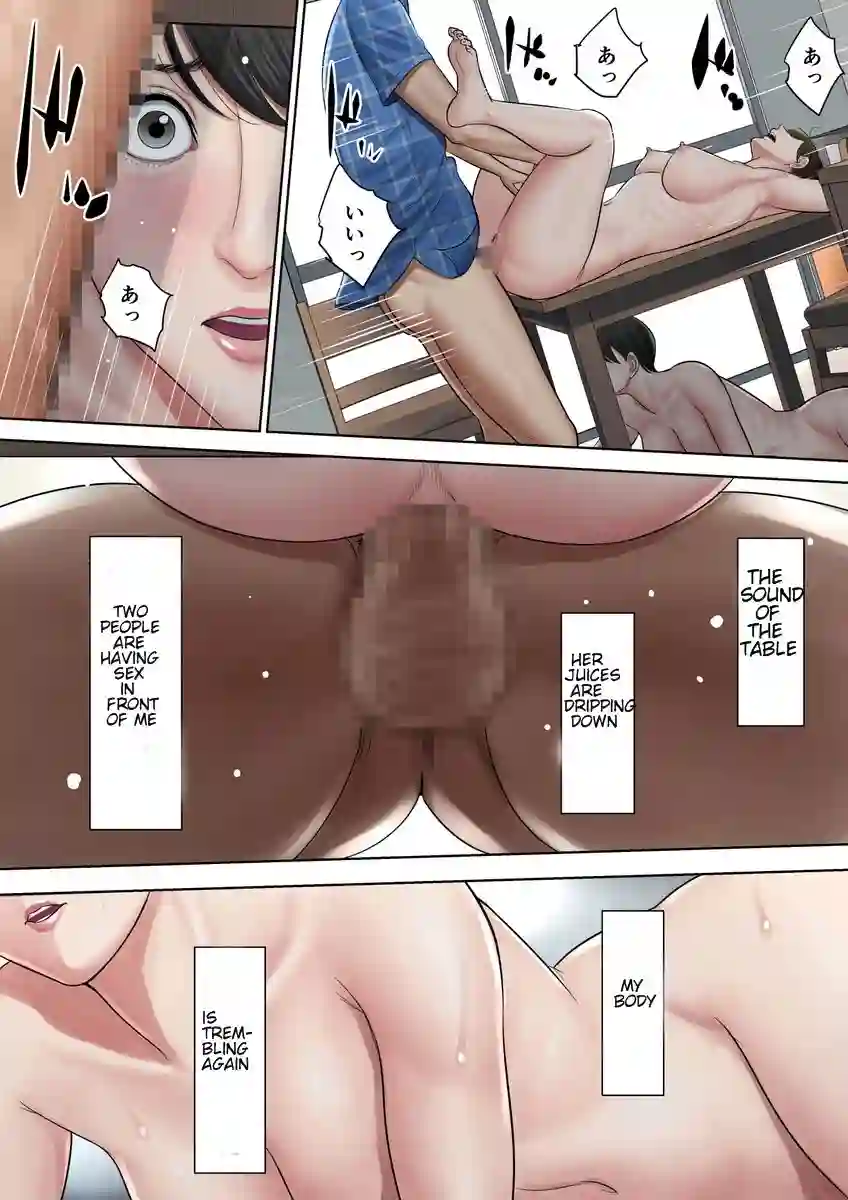 あっ
あっ
いいっ
あっ
THE
SOUND
OF
THE
TABLE
HER
JUICES
ARE
DRIPPING
DOWN
TWO
PEOPLE
ARE
HAVING
SEX
IN
FRONT
OF ME
MY
BODY
IS
TREM-
BLING
AGAIN